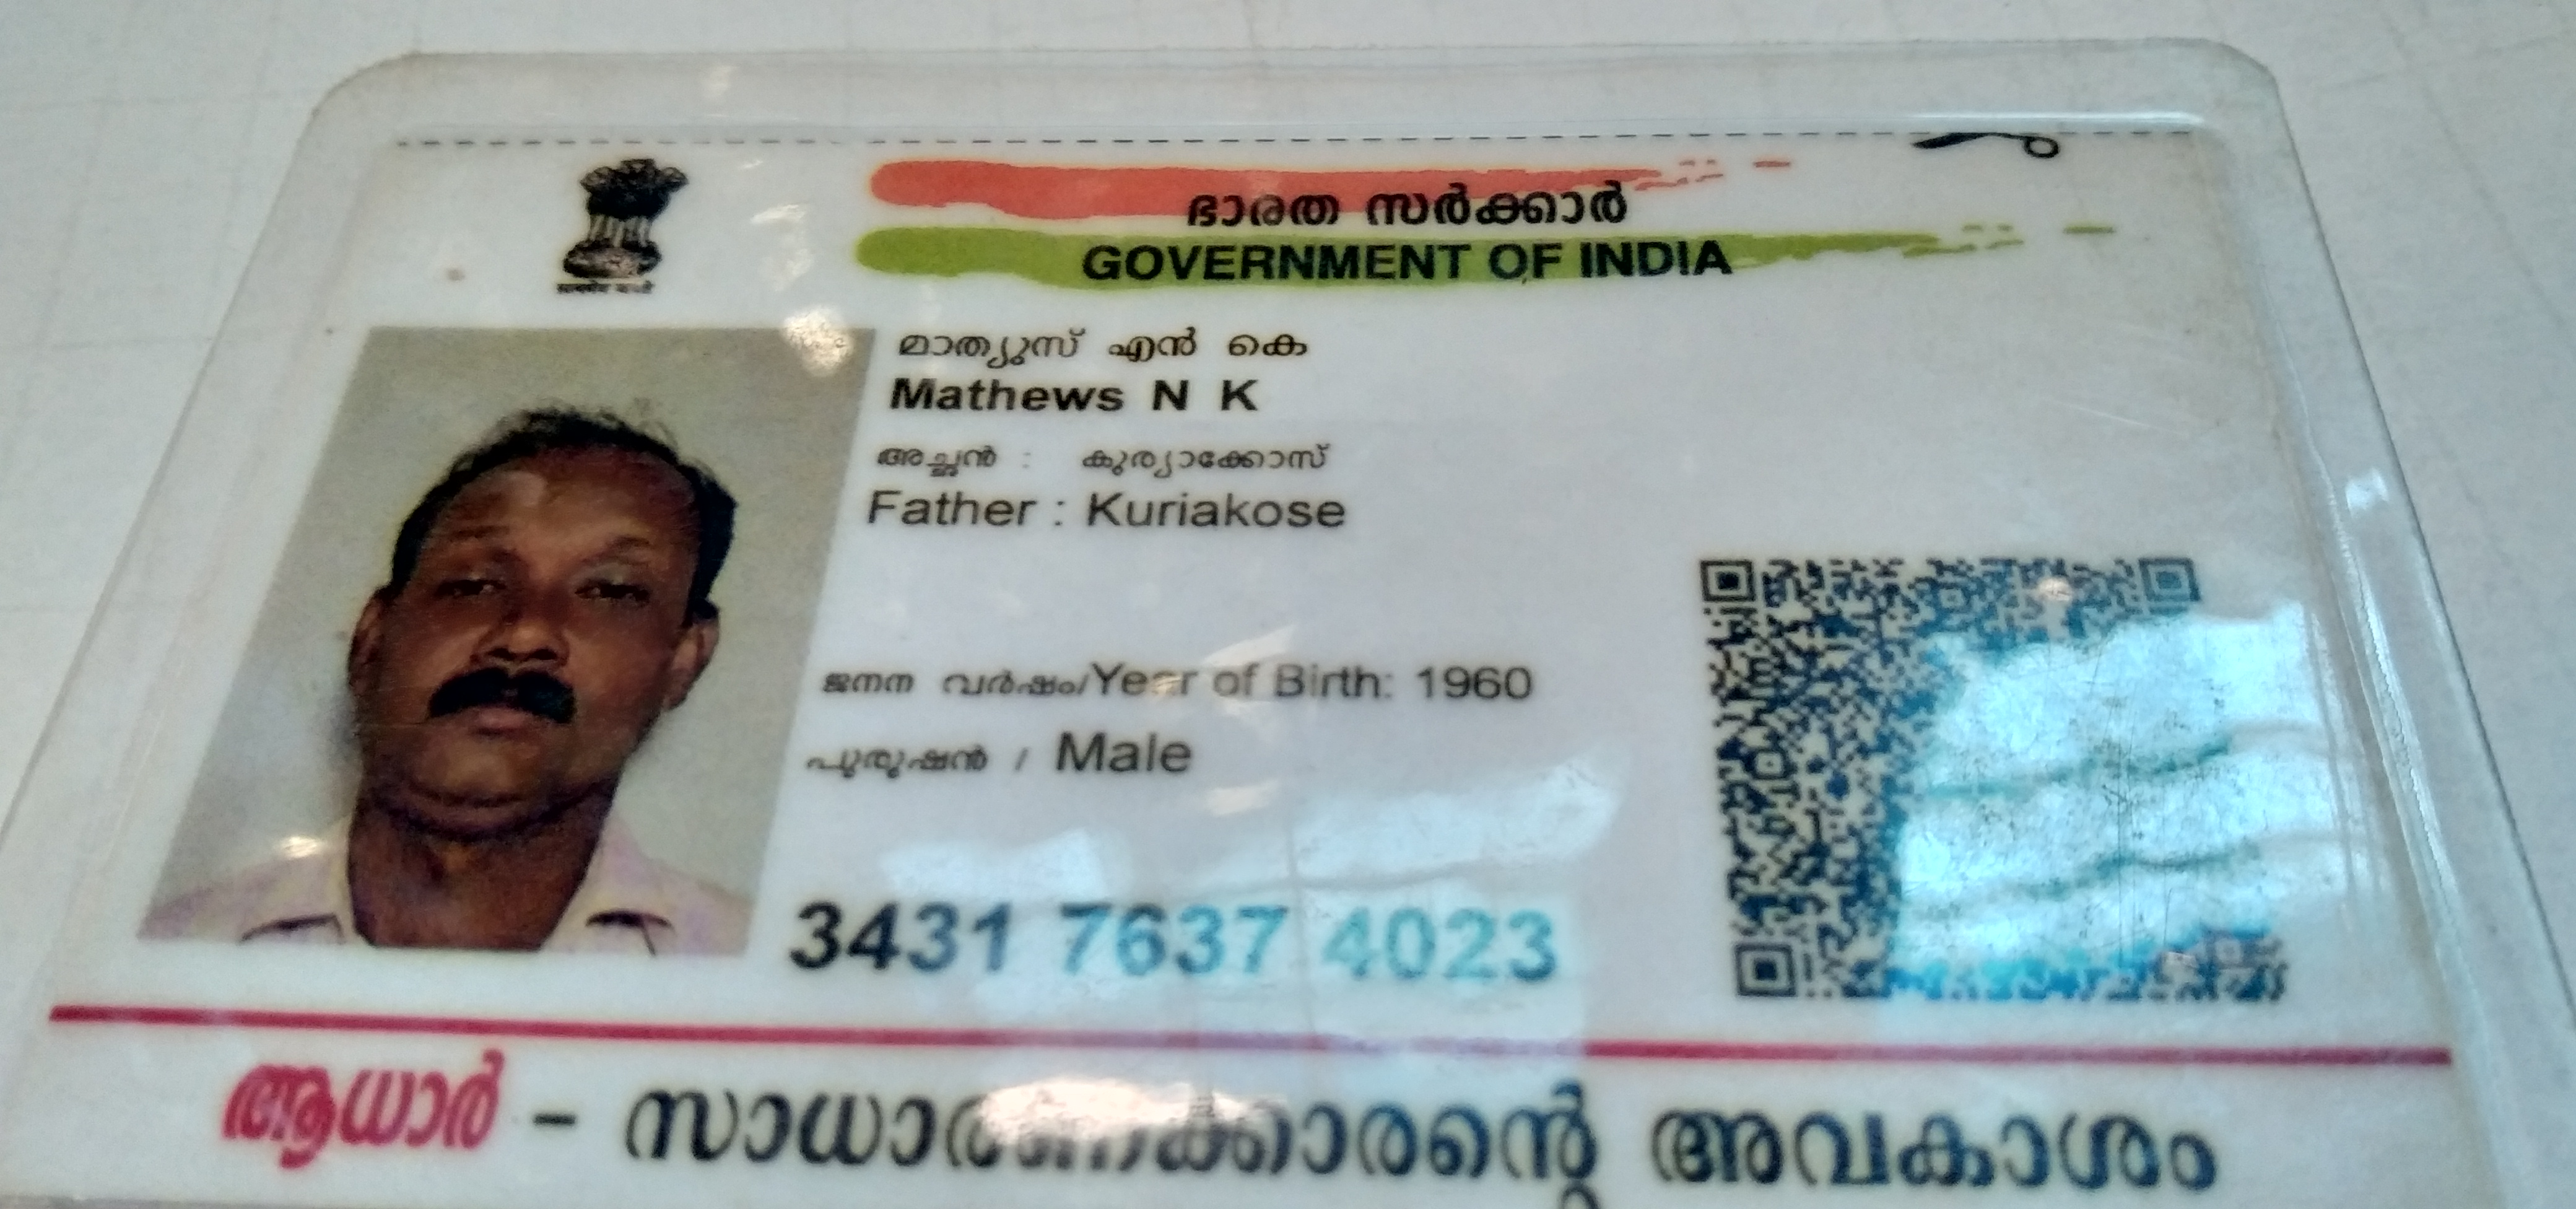 ഭാരത സർക്കാർ
GOVERNMENT OF INDIA
മാത്യുസ് എൻ കെ
Mathews N K
അച്ഛൻ : കുര്യാക്കോസ്
Father : Kuriakose
ജനന വർഷം/Year of Birth: 1960
പുരുഷൻ / Male
3431 7637 4023
ആധാർ - സാധാരണക്കാരന്റെ അവകാശം